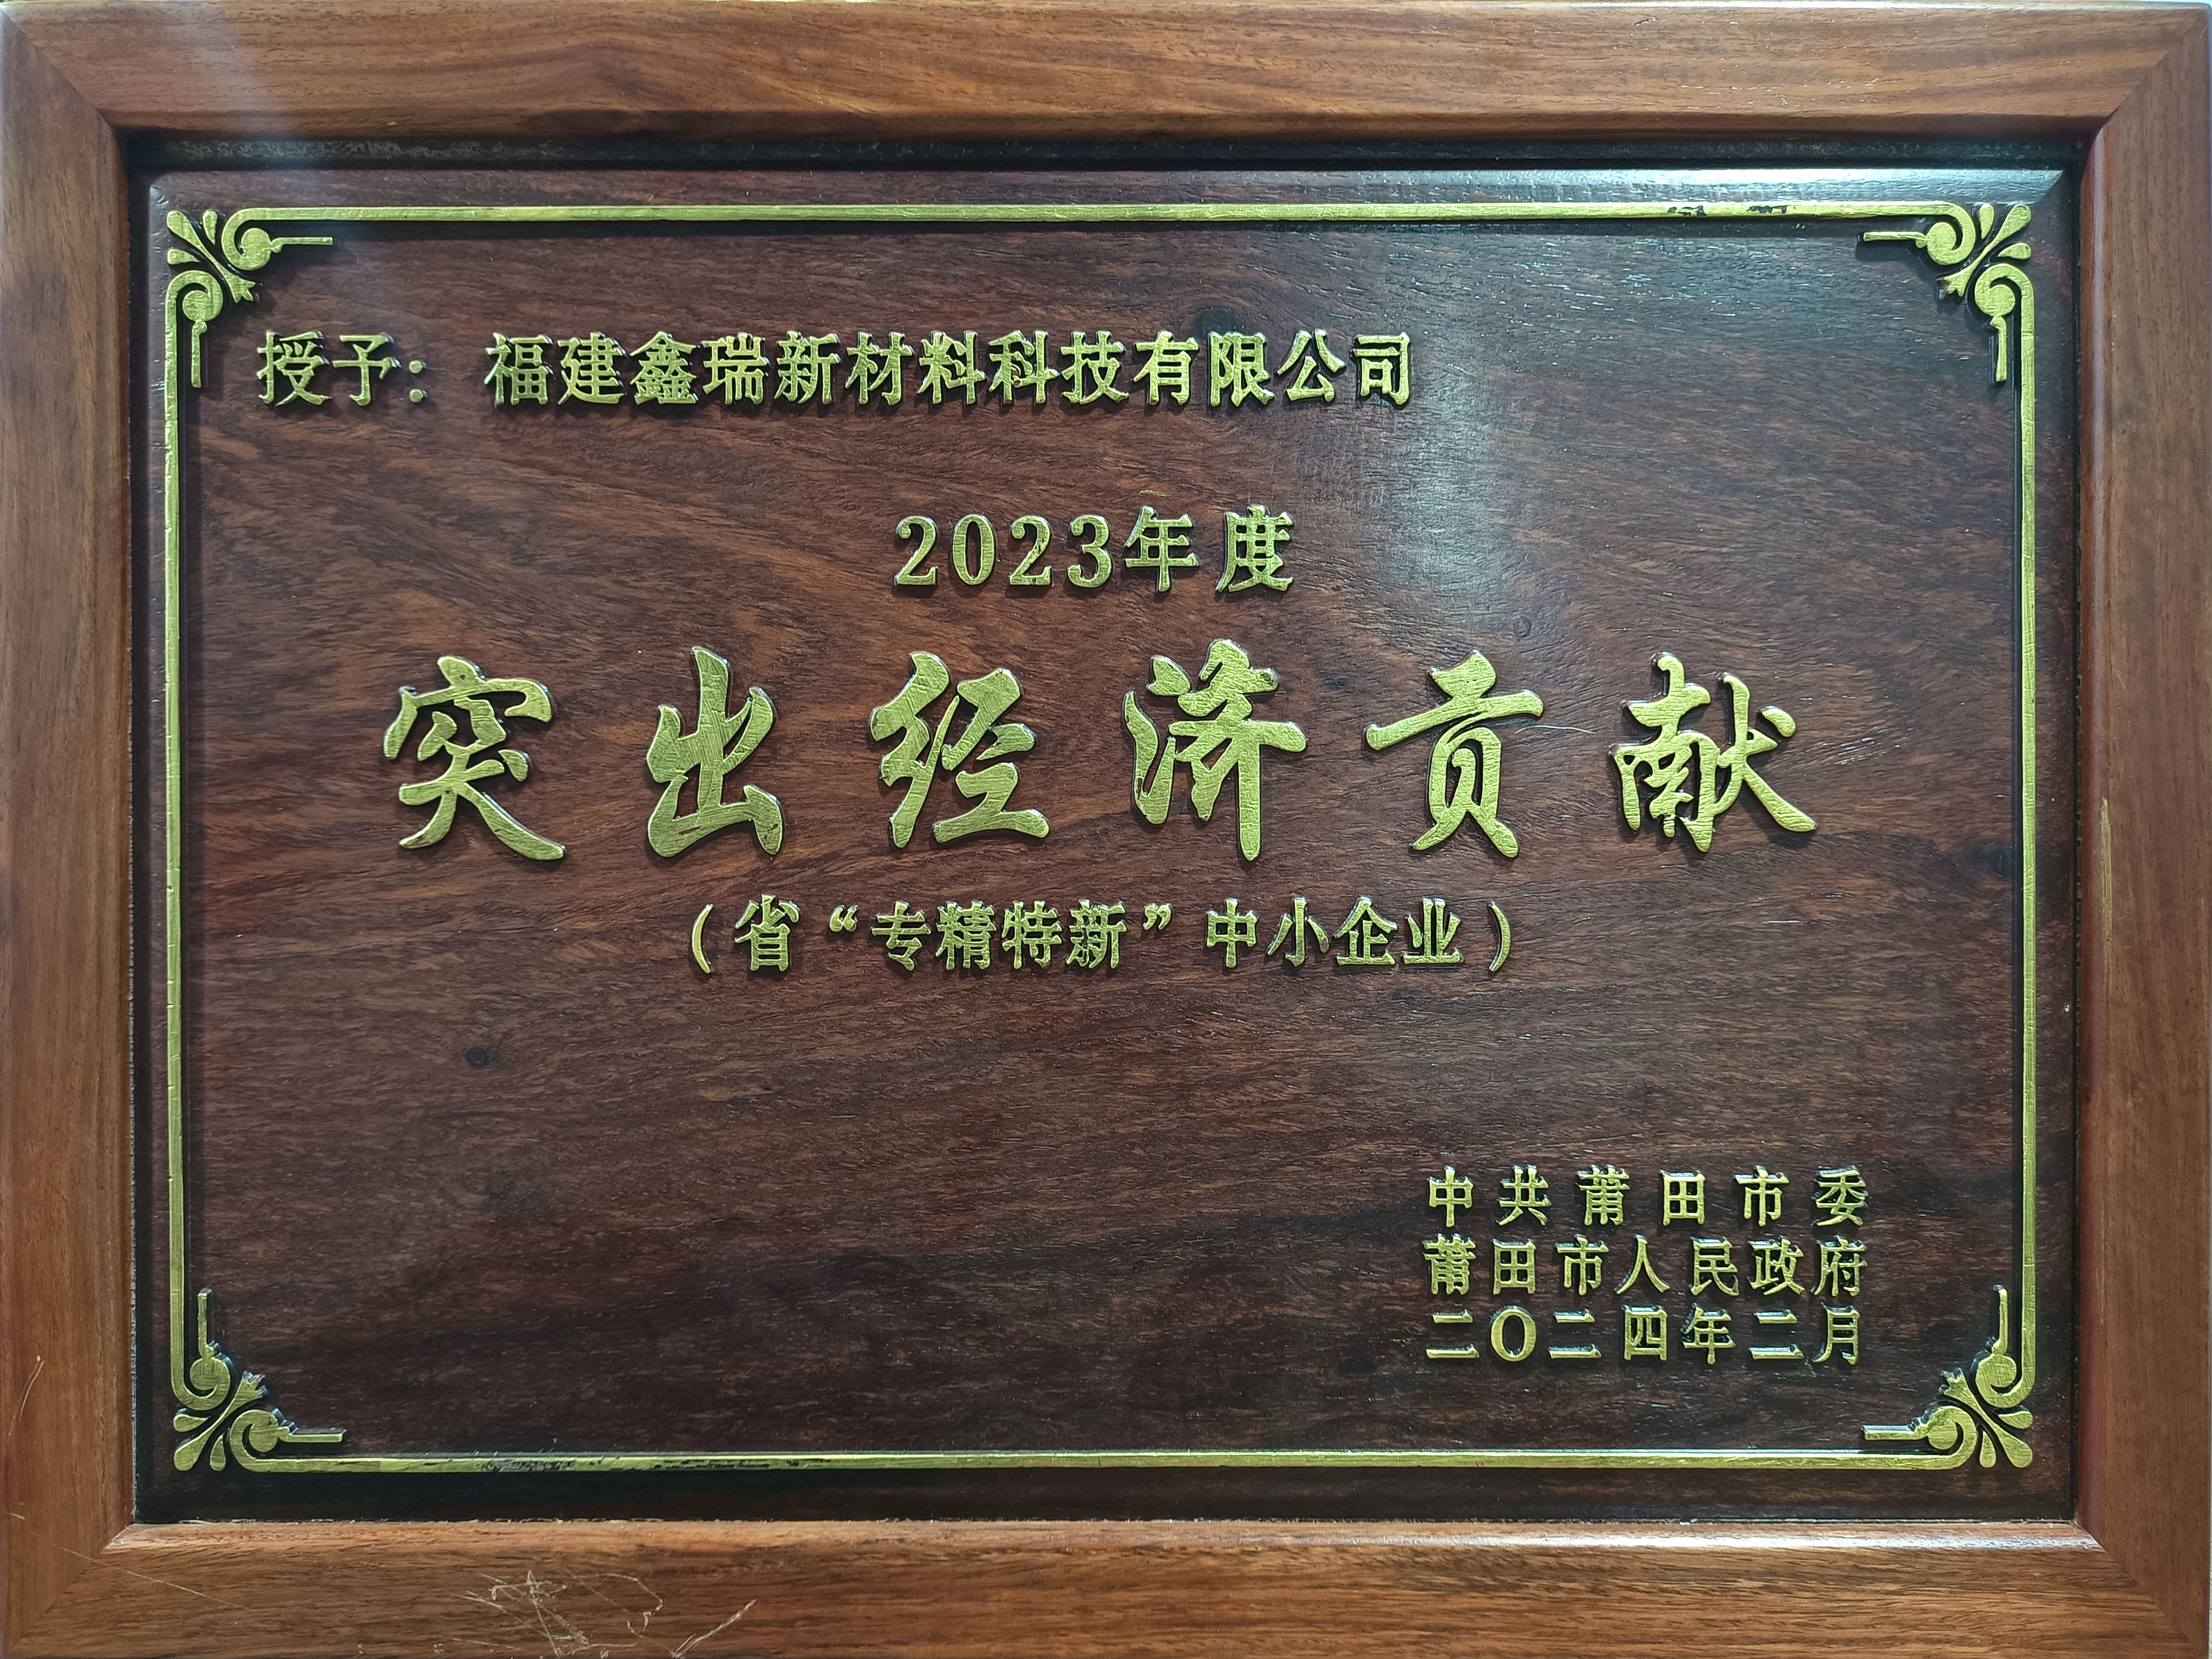 授予： 福建鑫瑞新材料科技有限公司
2023年度
突出经济贡献
（省“专精特新”中小企业）
中共莆田市委
莆田市人民政府
二〇二四年二月